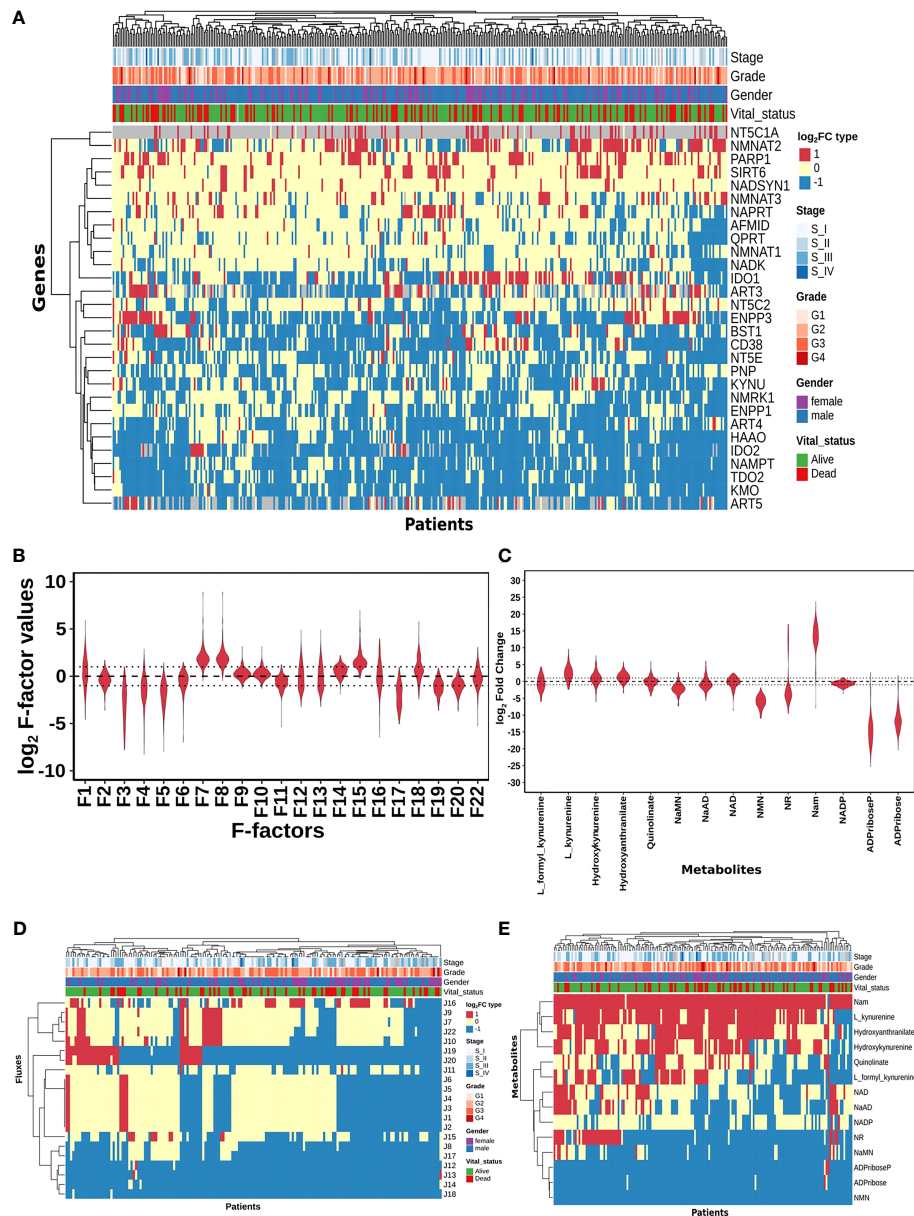 A
Stage
Grade
Gender
Vital_status
NT5C1A
NMNAT2
PARP1
SIRT6
NADSYN1
NMNAT3
NAPRT
AFMID
QPRT
NMNAT1
NADK
IDO1
ART3
NT5C2
ENPP3
BST1
CD38
NT5E
PNP
KYNU
NMRK1
ENPP1
ART4
HAAO
IDO2
NAMPT
TDO2
KMO
ART5
Genes
Patients
log₂FC type
1
0
-1
Stage
S_I
S_II
S_III
S_IV
Grade
G1
G2
G3
G4
Gender
female
male
Vital_status
Alive
Dead
B
log₂ F-factor values
10
5
0
-5
-10
F1 F2 F3 F4 F5 F6 F7 F8 F9 F10 F11 F12 F13 F14 F15 F16 F17 F18 F19 F20 F22
F-factors
C
log₂ Fold Change
30
25
20
15
10
5
0
-5
-10
-15
-20
-25
-30
L_formyl_kynurenine
L_kynurenine
Hydroxykynurenine
Hydroxyanthranilate
Quinolinate
NaMN
NaAD
NAD
NMN
NR
Nam
NADP
ADPriboseP
ADPribose
Metabolites
D
Stage
Grade
Gender
Vital_status
J16
J9
J7
J22
J10
J19
J20
J11
J6
J5
J4
J3
J1
J2
J15
J8
J17
J12
J13
J14
J18
Fluxes
Patients
log₂FC type
1
0
-1
Stage
S_I
S_II
S_III
S_IV
Grade
G1
G2
G3
G4
Gender
female
male
Vital_status
Alive
Dead
E
Stage
Grade
Gender
Vital_status
Nam
L_kynurenine
Hydroxyanthranilate
Hydroxykynurenine
Quinolinate
L_formyl_kynurenine
NAD
NaAD
NADP
NR
NaMN
ADPriboseP
ADPribose
NMN
Metabolites
Patients